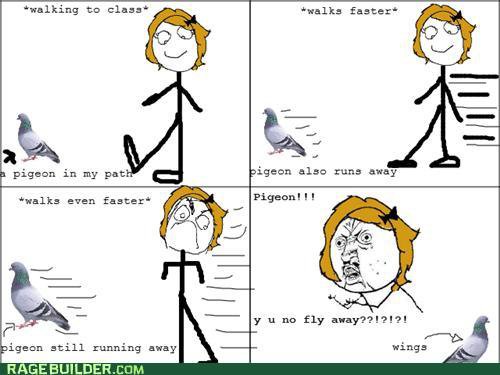 *walking to class*
a pigeon in my path
*walks faster*
pigeon also runs away
*walks even faster*
pigeon still running away
Pigeon!!!
y u no fly away??!?!?!
wings
RAGEBUILDER.COM